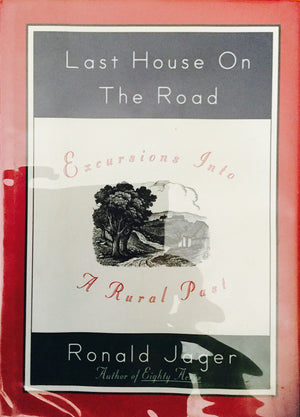 Last House On
The Road
Excursions Into
A Rural Past
Ronald Jager
Author of Eighty Acres